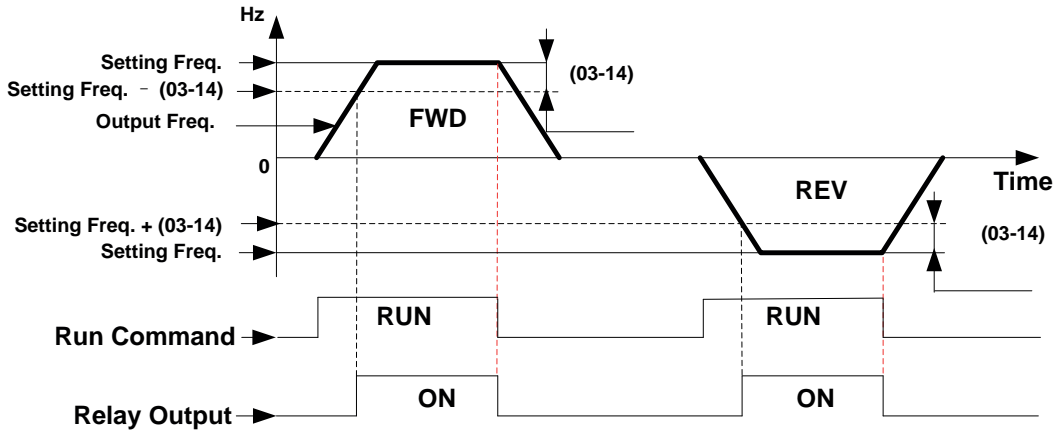 Hz
Setting Freq.
(03-14)
Setting Freq. - (03-14)
Output Freq.
FWD
0
Time
REV
Setting Freq. + (03-14)
(03-14)
Setting Freq.
RUN
RUN
Run Command
ON
ON
Relay Output